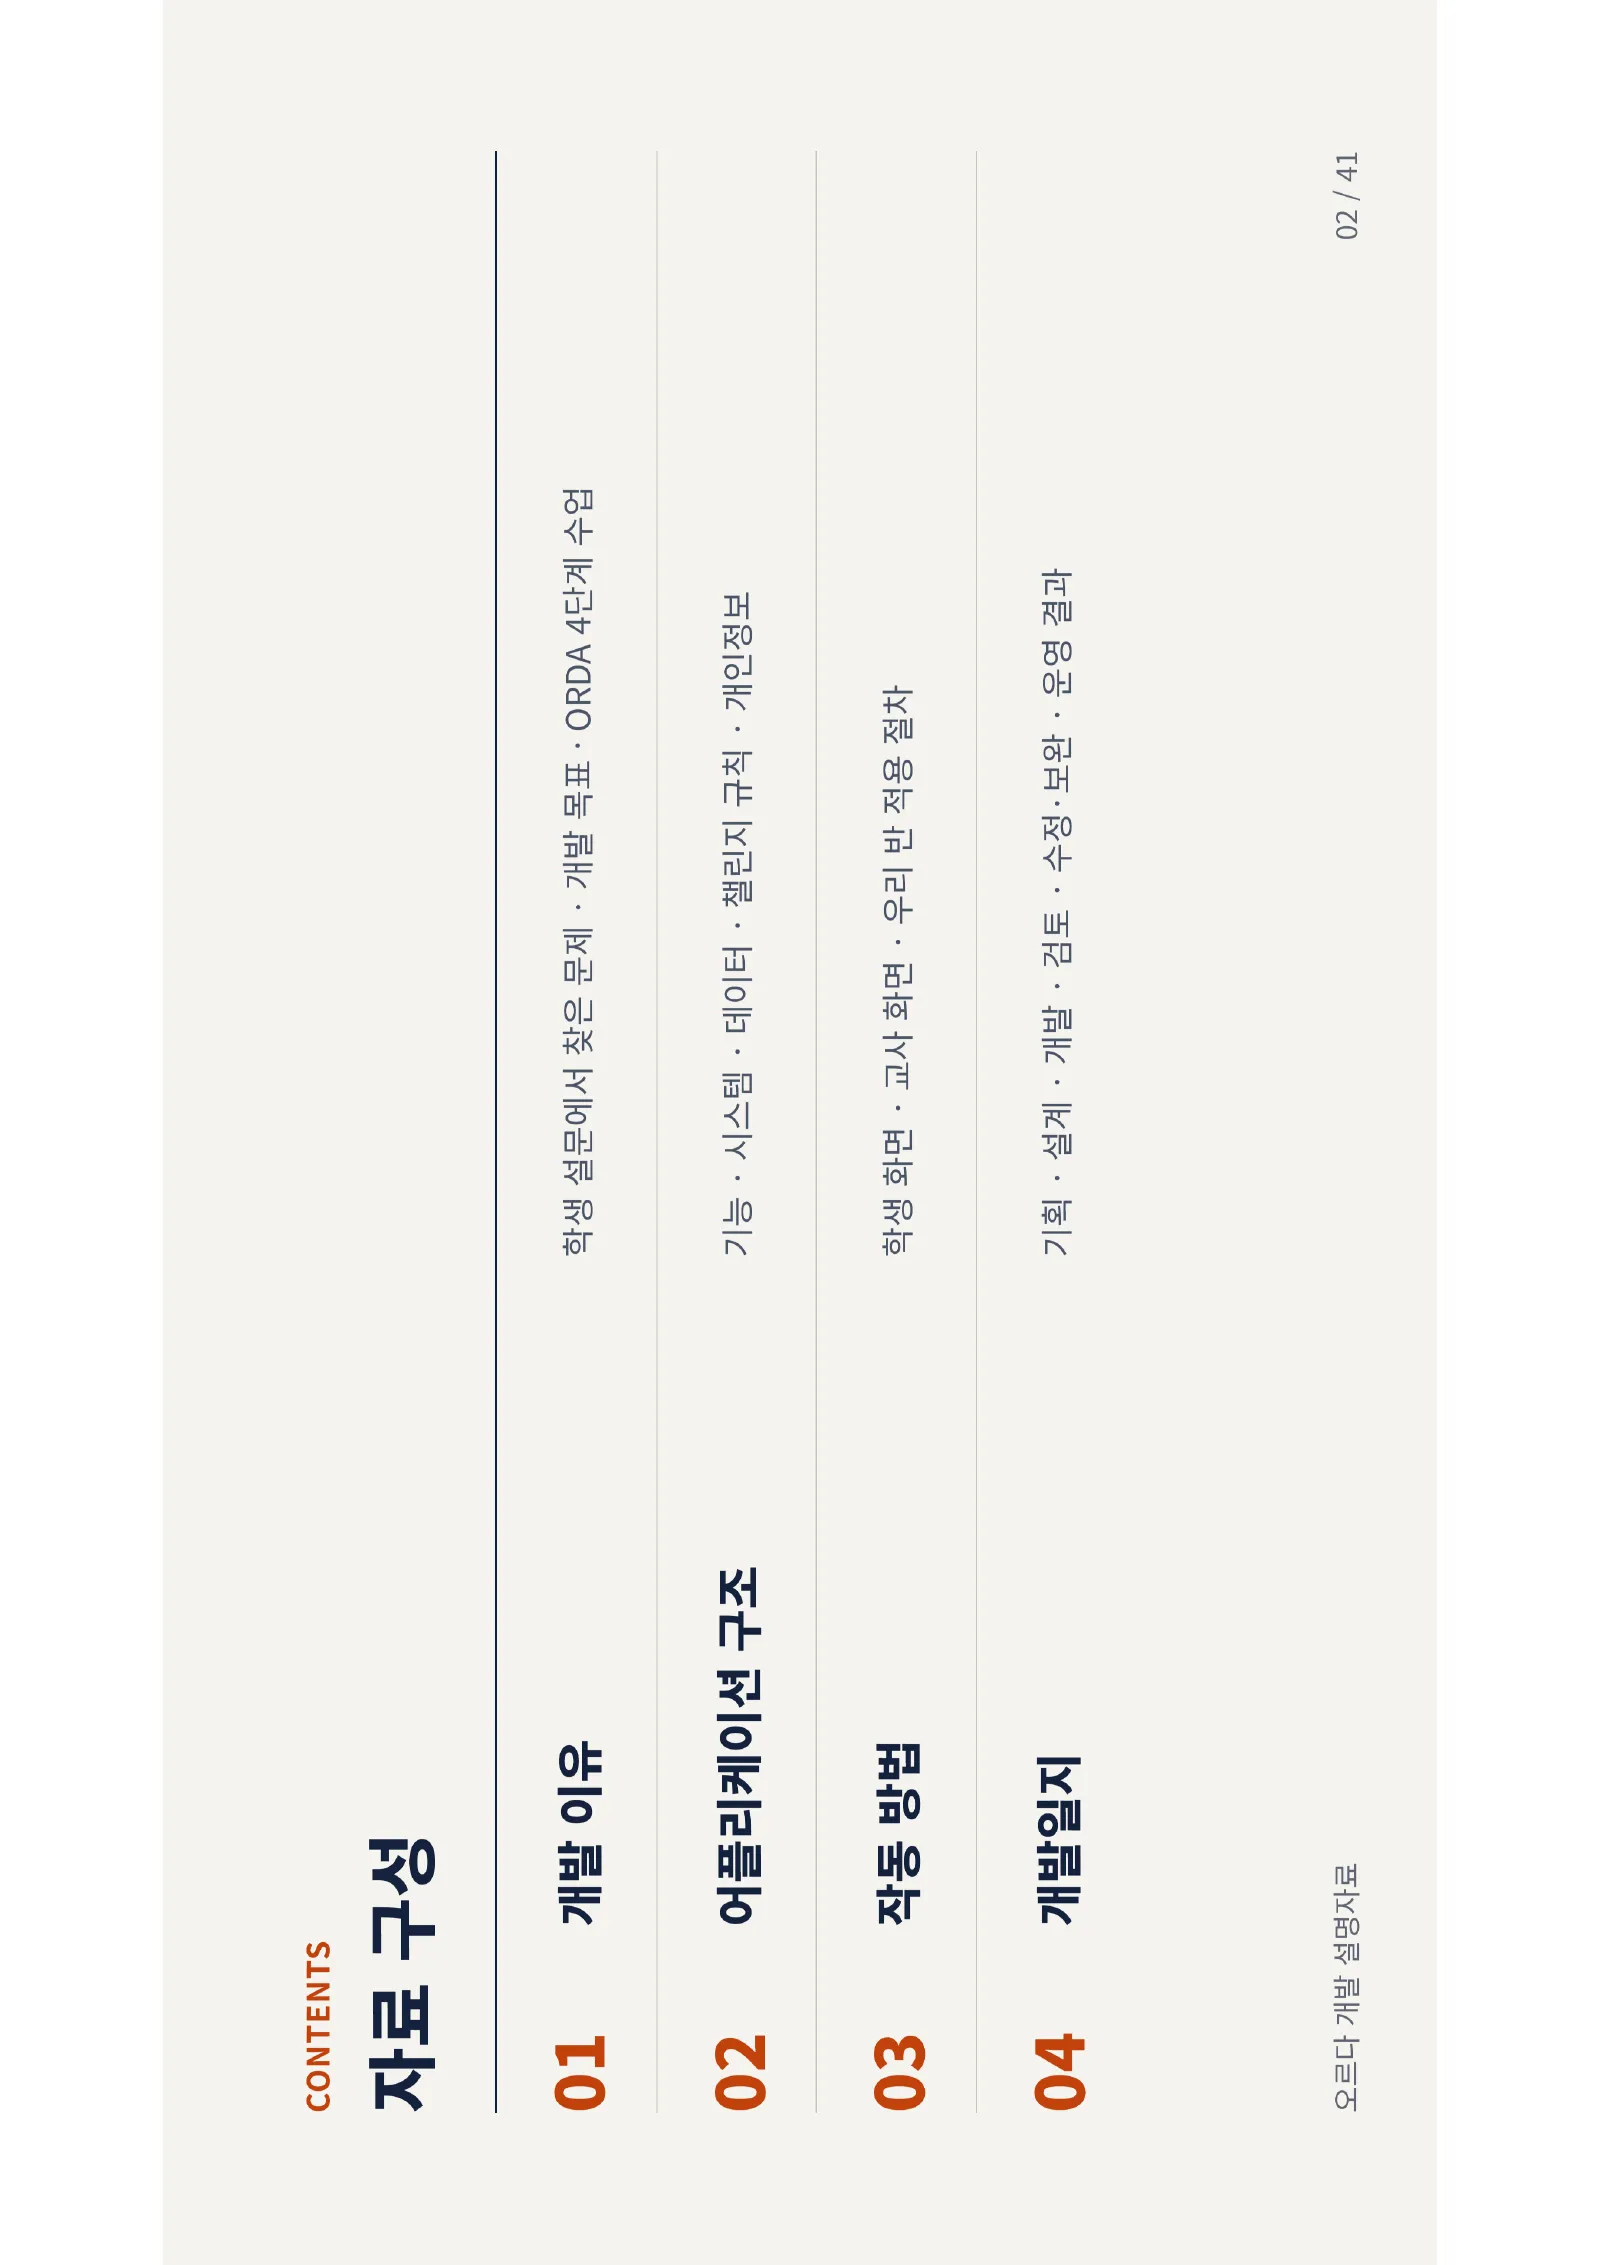 CONTENTS
자료 구성
01 개발 이유 학생 설문에서 찾은 문제 · 개발 목표 · ORDA 4단계 수업
02 어플리케이션 구조 기능 · 시스템 · 데이터 · 챌린지 규칙 · 개인정보
03 작동 방법 학생 화면 · 교사 화면 · 우리 반 적용 절차
04 개발일지 기획 · 설계 · 개발 · 검토 · 수정·보완 · 운영 결과
오르다 개발 설명자료 02 / 41